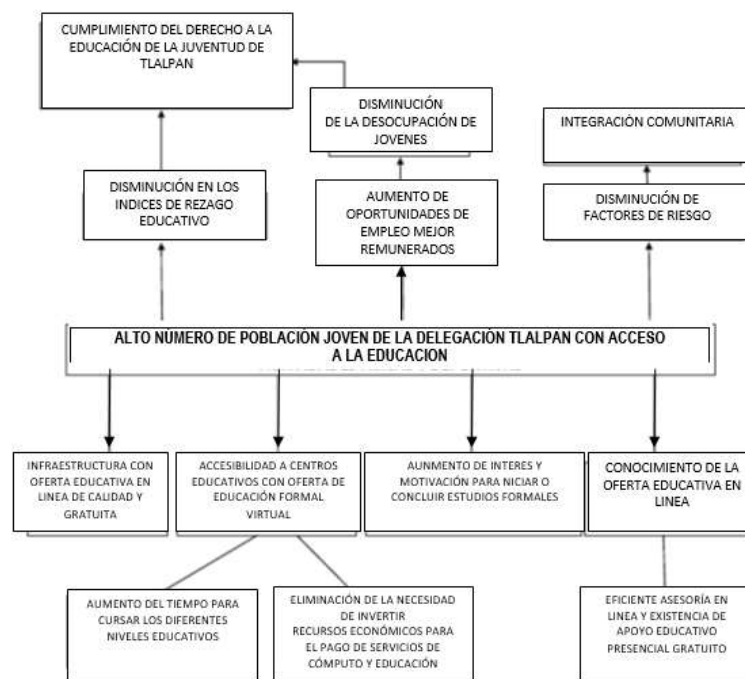 CUMPLIMIENTO DEL DERECHO A LA
EDUCACIÓN DE LA JUVENTUD DE
TLALPAN
DISMINUCIÓN
DE LA DESOCUPACIÓN DE
JOVENES
INTEGRACIÓN COMUNITARIA
DISMINUCIÓN EN LOS
INDICES DE REZAGO
EDUCATIVO
AUMENTO DE
OPORTUNIDADES DE
EMPLEO MEJOR
REMUNERADOS
DISMINUCIÓN DE
FACTORES DE RIESGO
ALTO NÚMERO DE POBLACIÓN JOVEN DE LA DELEGACIÓN TLALPAN CON ACCESO
A LA EDUCACION
INFRAESTRUCTURA CON
OFERTA EDUCATIVA EN
LINEA DE CALIDAD Y
GRATUITA
ACCESIBILIDAD A CENTROS
EDUCATIVOS CON OFERTA DE
EDUCACIÓN FORMAL
VIRTUAL
AUNMENTO DE INTERES Y
MOTIVACIÓN PARA NICIAR O
CONCLUIR ESTUDIOS FORMALES
CONOCIMIENTO DE LA
OFERTA EDUCATIVA EN
LINEA
AUMENTO DEL TIEMPO PARA
CURSAR LOS DIFERENTES
NIVELES EDUCATIVOS
ELIMINACIÓN DE LA NECESIDAD
DE INVERTIR
RECURSOS ECONÓMICOS PARA
EL PAGO DE SERVICIOS DE
CÓMPUTO Y EDUCACIÓN
EFICIENTE ASESORÍA EN
LINEA Y EXISTENCIA DE
APOYO EDUCATIVO
PRESENCIAL GRATUITO